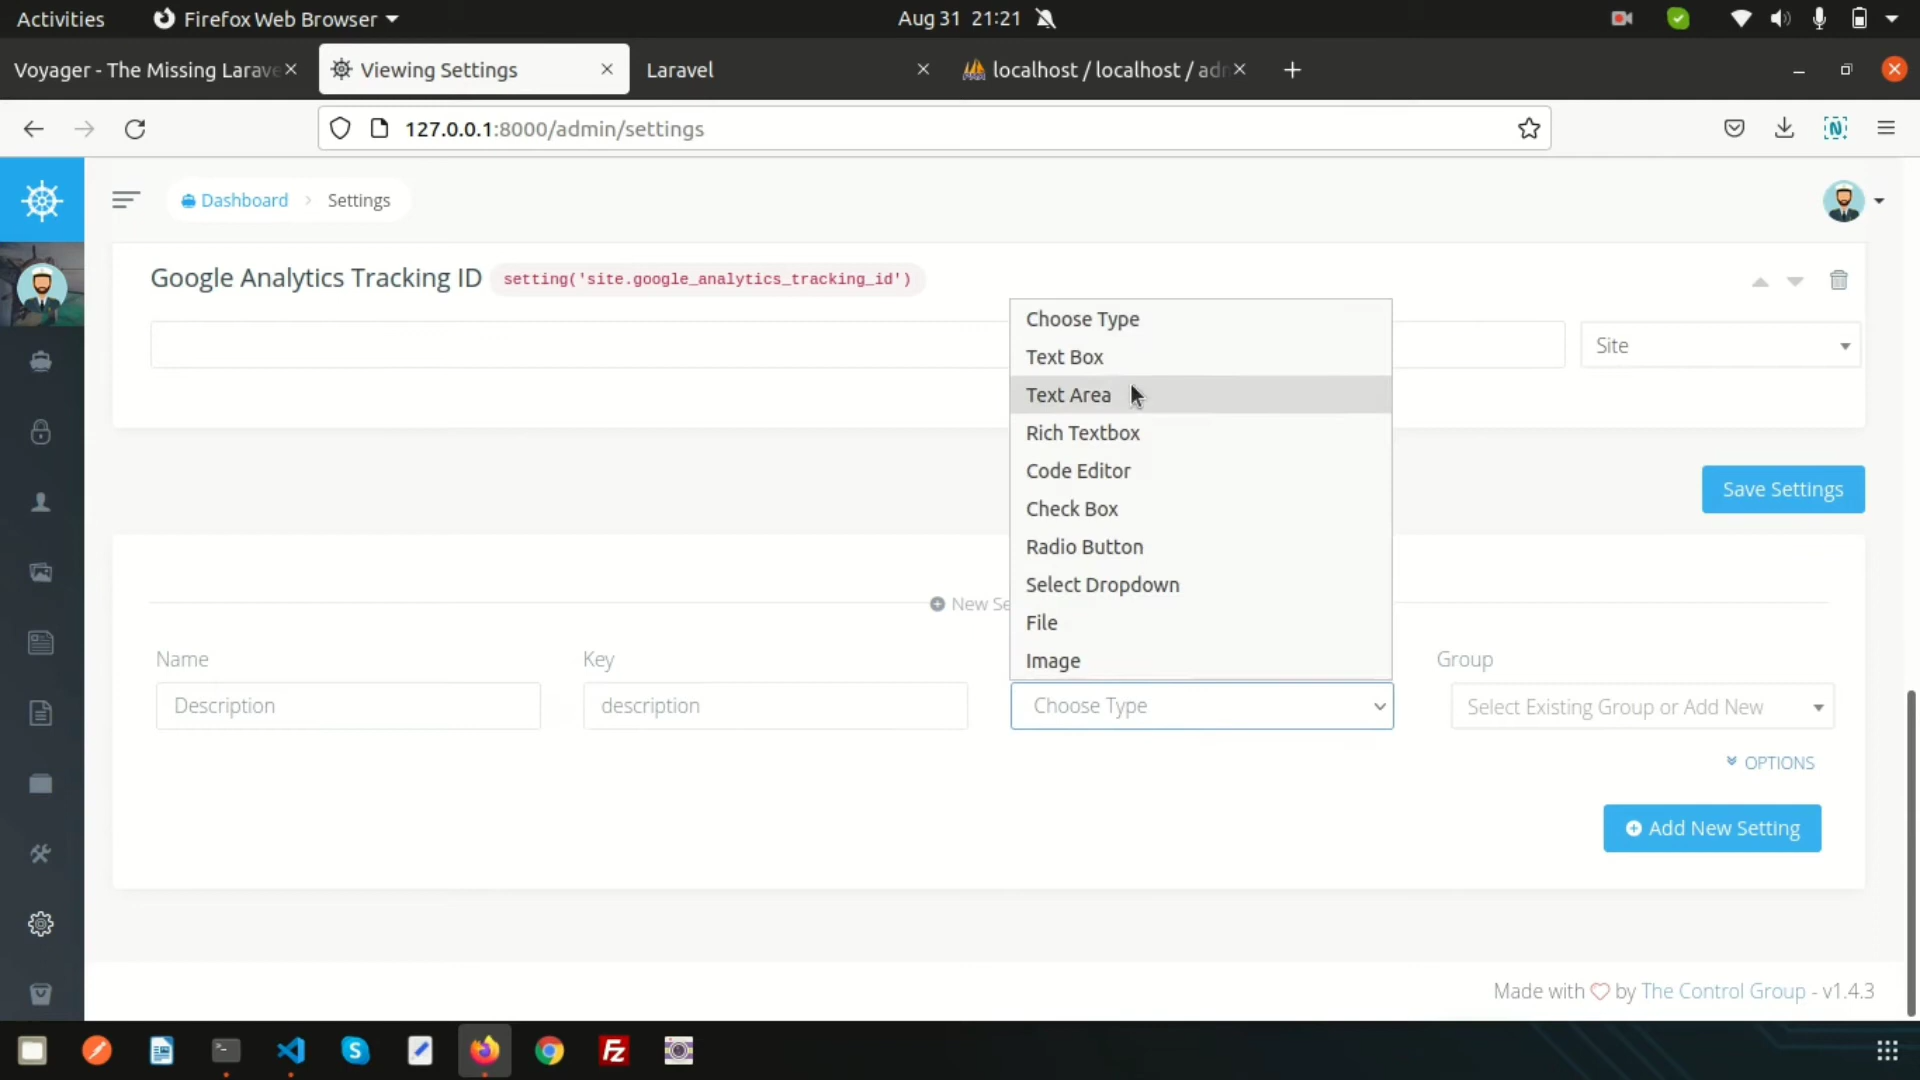 Activities
Firefox Web Browser
Aug 31 21:21
Voyager - The Missing Larave
Viewing Settings
Laravel
localhost / localhost / adn
127.0.0.1:8000/admin/settings
Dashboard
Settings
Google Analytics Tracking ID
setting('site.google_analytics_tracking_id')
Site
Choose Type
Text Box
Text Area
Rich Textbox
Code Editor
Check Box
Radio Button
Select Dropdown
File
Image
Save Settings
New Se
Name
Key
Group
Description
description
Choose Type
Select Existing Group or Add New
OPTIONS
Add New Setting
Made with by The Control Group - v1.4.3